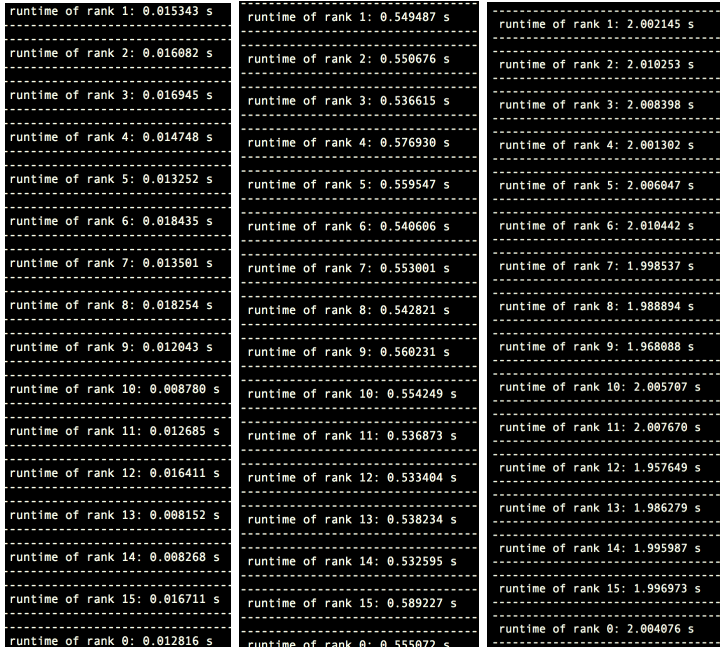 runtime of rank 1: 0.015343 s
runtime of rank 2: 0.016082 s
runtime of rank 3: 0.016945 s
runtime of rank 4: 0.014748 s
runtime of rank 5: 0.013252 s
runtime of rank 6: 0.018435 s
runtime of rank 7: 0.013501 s
runtime of rank 8: 0.018254 s
runtime of rank 9: 0.012043 s
runtime of rank 10: 0.008780 s
runtime of rank 11: 0.012685 s
runtime of rank 12: 0.016411 s
runtime of rank 13: 0.008152 s
runtime of rank 14: 0.008268 s
runtime of rank 15: 0.016711 s
runtime of rank 0: 0.012816 s
runtime of rank 1: 0.549487 s
runtime of rank 2: 0.550676 s
runtime of rank 3: 0.536615 s
runtime of rank 4: 0.576930 s
runtime of rank 5: 0.559547 s
runtime of rank 6: 0.540606 s
runtime of rank 7: 0.553001 s
runtime of rank 8: 0.542821 s
runtime of rank 9: 0.560231 s
runtime of rank 10: 0.554249 s
runtime of rank 11: 0.536873 s
runtime of rank 12: 0.533404 s
runtime of rank 13: 0.538234 s
runtime of rank 14: 0.532595 s
runtime of rank 15: 0.589227 s
runtime of rank 0: 0.555072 s
runtime of rank 1: 2.002145 s
runtime of rank 2: 2.010253 s
runtime of rank 3: 2.008398 s
runtime of rank 4: 2.001302 s
runtime of rank 5: 2.006047 s
runtime of rank 6: 2.010442 s
runtime of rank 7: 1.998537 s
runtime of rank 8: 1.988894 s
runtime of rank 9: 1.968088 s
runtime of rank 10: 2.005707 s
runtime of rank 11: 2.007670 s
runtime of rank 12: 1.957649 s
runtime of rank 13: 1.986279 s
runtime of rank 14: 1.995987 s
runtime of rank 15: 1.996973 s
runtime of rank 0: 2.004076 s